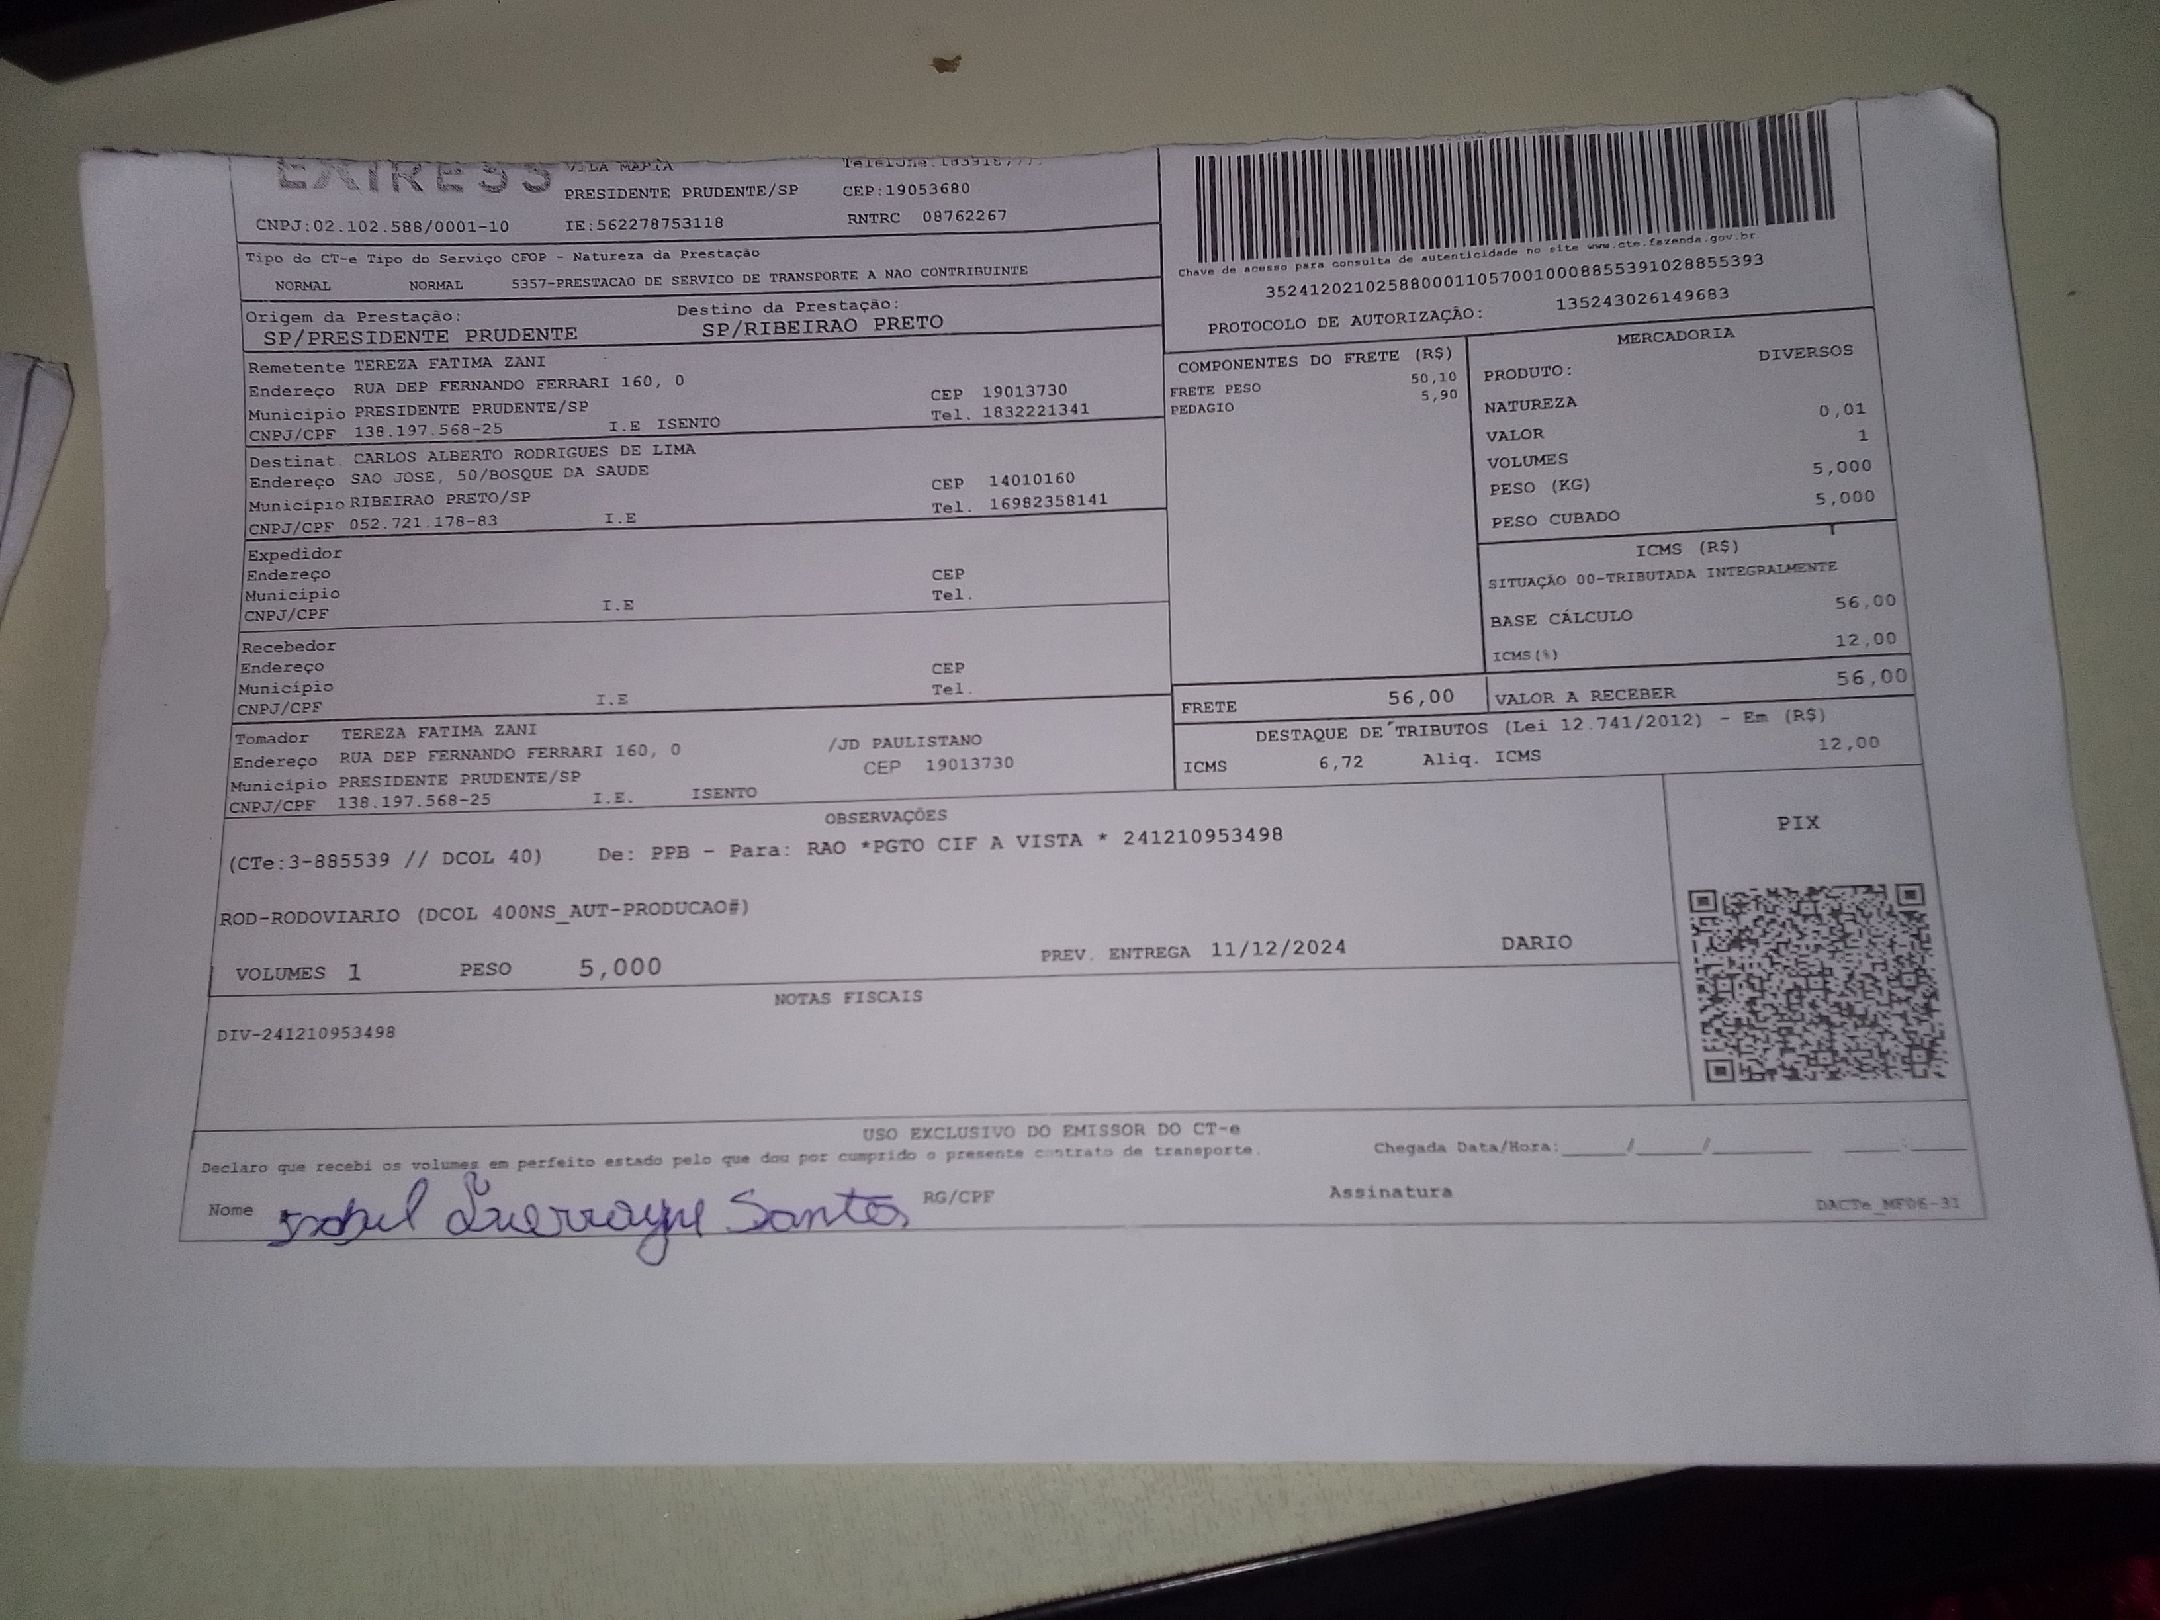 EXPRESS VILA MARIA
PRESIDENTE PRUDENTE/SP CEP:19053680
CNPJ:02.102.588/0001-10 IE:562278753118 RNTRC 08762267
Tipo do CT-e Tipo do Serviço CFOP - Natureza da Prestação
NORMAL NORMAL 5357-PRESTACAO DE SERVICO DE TRANSPORTE A NAO CONTRIBUINTE
Origem da Prestação: Destino da Prestação:
SP/PRESIDENTE PRUDENTE SP/RIBEIRAO PRETO
Chave de acesso para consulta de autenticidade no site www.cte.fazenda.gov.br
35241202102588000110570010008855391028855393
PROTOCOLO DE AUTORIZAÇÃO: 135243026149683
Remetente TEREZA FATIMA ZANI
Endereço RUA DEP FERNANDO FERRARI 160, 0 CEP 19013730
Município PRESIDENTE PRUDENTE/SP Tel. 1832221341
CNPJ/CPF 138.197.568-25 I.E ISENTO
Destinat. CARLOS ALBERTO RODRIGUES DE LIMA
Endereço SAO JOSE, 50/BOSQUE DA SAUDE CEP 14010160
Município RIBEIRAO PRETO/SP Tel. 16982358141
CNPJ/CPF 052.721.178-83 I.E
Expedidor
Endereço CEP
Município Tel.
CNPJ/CPF I.E
Recebedor
Endereço CEP
Município Tel.
CNPJ/CPF I.E
Tomador TEREZA FATIMA ZANI
Endereço RUA DEP FERNANDO FERRARI 160, 0 /JD PAULISTANO
Município PRESIDENTE PRUDENTE/SP CEP 19013730
CNPJ/CPF 138.197.568-25 I.E. ISENTO
COMPONENTES DO FRETE (R$)
FRETE PESO 50,10
PEDAGIO 5,90
MERCADORIA
PRODUTO: DIVERSOS
NATUREZA
VALOR 0,01
VOLUMES 1
PESO (KG) 5,000
PESO CUBADO 5,000
ICMS (R$)
SITUAÇÃO 00-TRIBUTADA INTEGRALMENTE
BASE CÁLCULO 56,00
ICMS(%) 12,00
FRETE 56,00 VALOR A RECEBER 56,00
DESTAQUE DE TRIBUTOS (Lei 12.741/2012) - Em (R$)
ICMS 6,72 Aliq. ICMS 12,00
OBSERVAÇÕES
(CTe:3-885539 // DCOL 40) De: PPB - Para: RAO *PGTO CIF A VISTA * 241210953498
ROD-RODOVIARIO (DCOL 400NS_AUT-PRODUCAO#)
VOLUMES 1 PESO 5,000 PREV. ENTREGA 11/12/2024 DARIO
PIX
NOTAS FISCAIS
DIV-241210953498
USO EXCLUSIVO DO EMISSOR DO CT-e
Declaro que recebi os volumes em perfeito estado pelo que dou por cumprido o presente contrato de transporte. Chegada Data/Hora:_____/_____/________ ____:____
Nome Santos RG/CPF Assinatura
DACTe_MF06-31